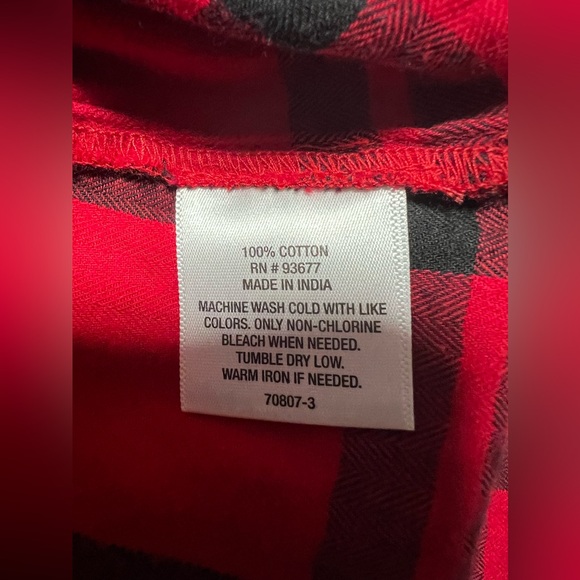 100% COTTON
RN # 93677
MADE IN INDIA
MACHINE WASH COLD WITH LIKE
COLORS. ONLY NON-CHLORINE
BLEACH WHEN NEEDED.
TUMBLE DRY LOW.
WARM IRON IF NEEDED.
70807-3